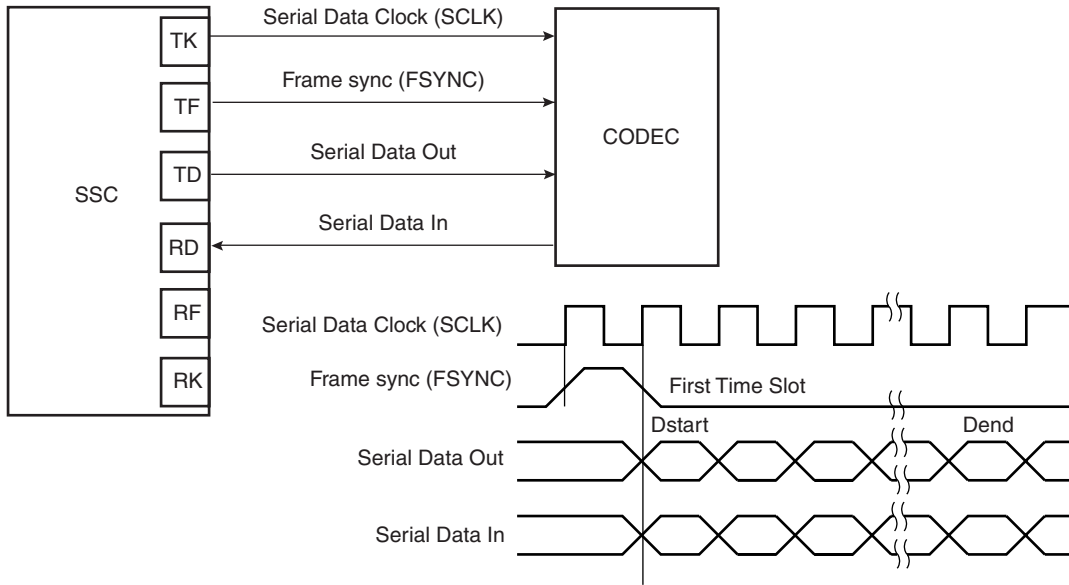 Serial Data Clock (SCLK)
TK
Frame sync (FSYNC)
TF
CODEC
Serial Data Out
TD
SSC
Serial Data In
RD
RF
Serial Data Clock (SCLK)
RK
Frame sync (FSYNC)
First Time Slot
Dstart
Dend
Serial Data Out
Serial Data In